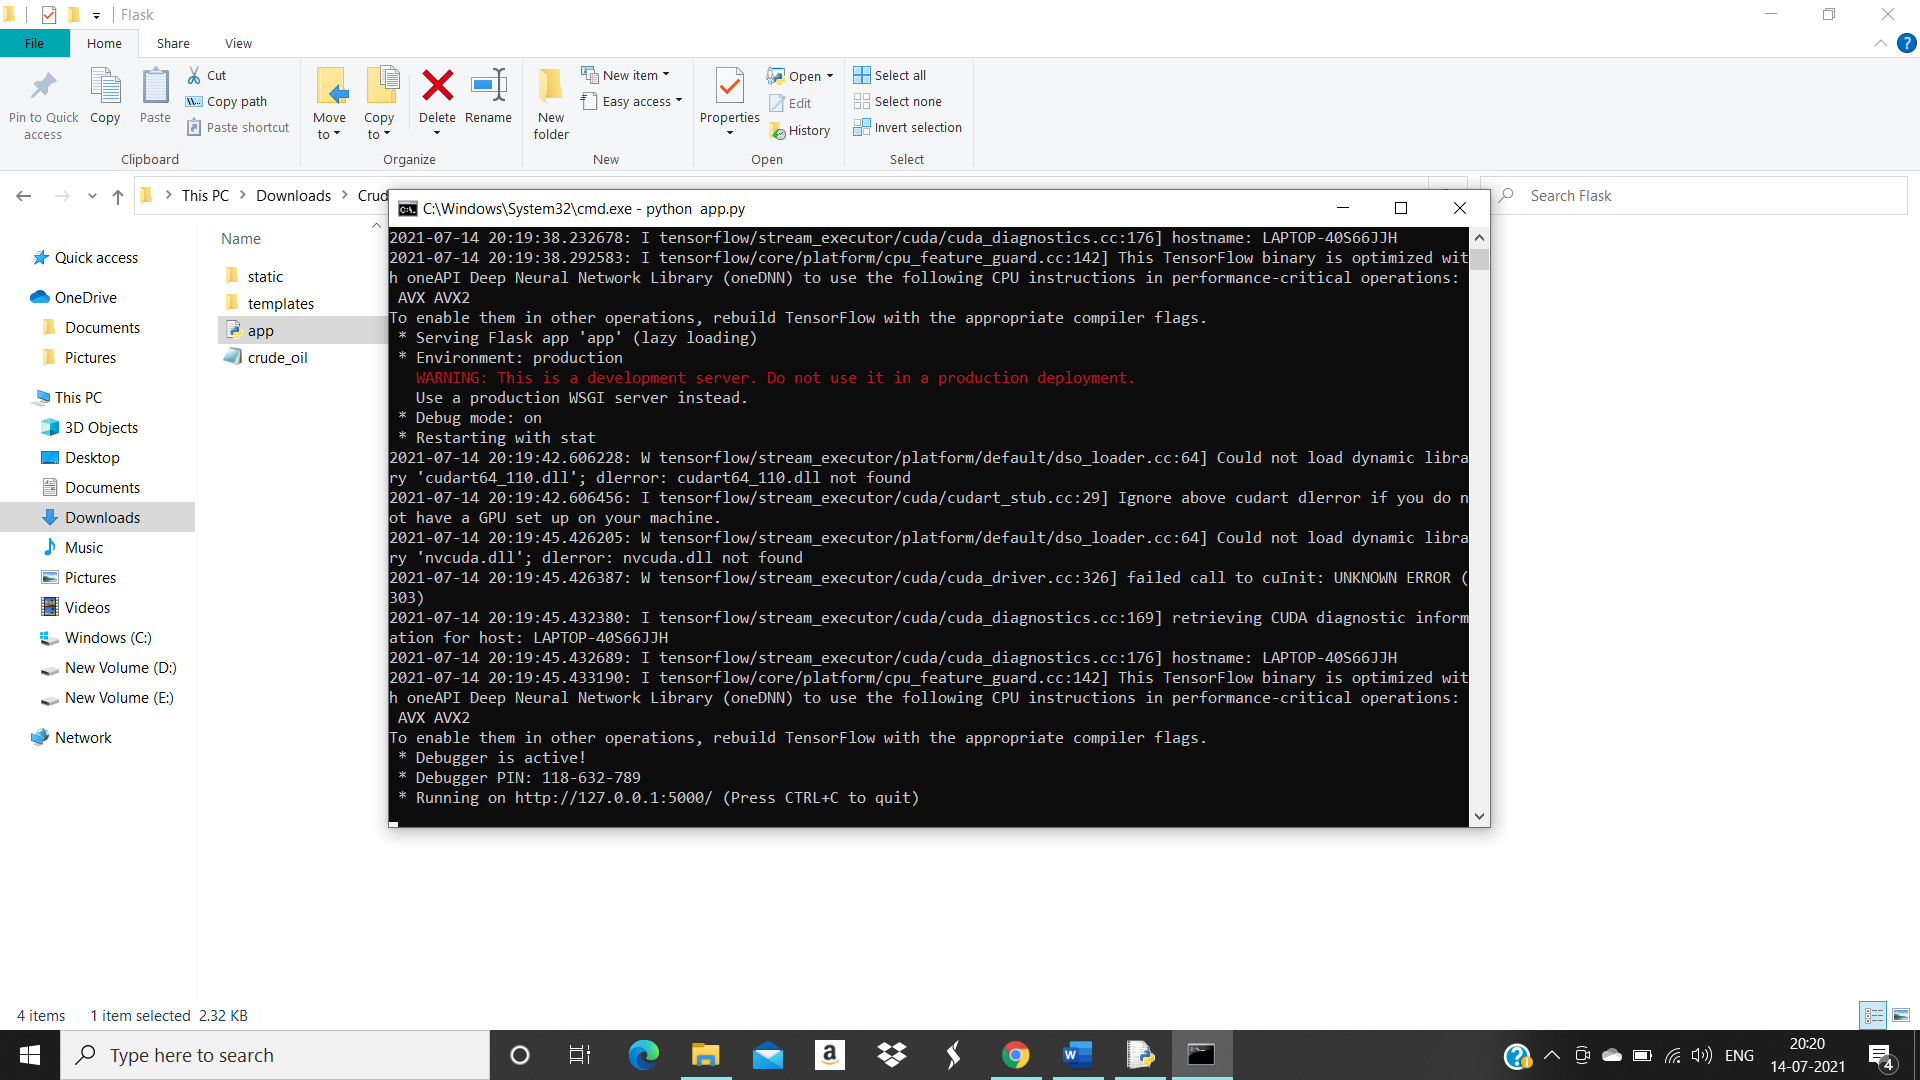 Flask
File
Home
Share
View
Pin to Quick
access
Copy
Paste
Cut
Copy path
Paste shortcut
Clipboard
Move
to
Copy
to
Delete
Rename
Organize
New
folder
New item
Easy access
New
Properties
Open
Edit
History
Open
Select all
Select none
Invert selection
Select
This PC
Downloads
Crud
Search Flask
Quick access
OneDrive
Documents
Pictures
This PC
3D Objects
Desktop
Documents
Downloads
Music
Pictures
Videos
Windows (C:)
New Volume (D:)
New Volume (E:)
Network
Name
static
templates
app
crude_oil
C:\Windows\System32\cmd.exe - python  app.py
2021-07-14 20:19:38.232678: I tensorflow/stream_executor/cuda/cuda_diagnostics.cc:176] hostname: LAPTOP-40S66JJH
2021-07-14 20:19:38.292583: I tensorflow/core/platform/cpu_feature_guard.cc:142] This TensorFlow binary is optimized wit
h oneAPI Deep Neural Network Library (oneDNN) to use the following CPU instructions in performance-critical operations:
 AVX AVX2
To enable them in other operations, rebuild TensorFlow with the appropriate compiler flags.
 * Serving Flask app 'app' (lazy loading)
 * Environment: production
   WARNING: This is a development server. Do not use it in a production deployment.
   Use a production WSGI server instead.
 * Debug mode: on
 * Restarting with stat
2021-07-14 20:19:42.606228: W tensorflow/stream_executor/platform/default/dso_loader.cc:64] Could not load dynamic libra
ry 'cudart64_110.dll'; dlerror: cudart64_110.dll not found
2021-07-14 20:19:42.606456: I tensorflow/stream_executor/cuda/cudart_stub.cc:29] Ignore above cudart dlerror if you do n
ot have a GPU set up on your machine.
2021-07-14 20:19:45.426205: W tensorflow/stream_executor/platform/default/dso_loader.cc:64] Could not load dynamic libra
ry 'nvcuda.dll'; dlerror: nvcuda.dll not found
2021-07-14 20:19:45.426387: W tensorflow/stream_executor/cuda/cuda_driver.cc:326] failed call to cuInit: UNKNOWN ERROR (
303)
2021-07-14 20:19:45.432380: I tensorflow/stream_executor/cuda/cuda_diagnostics.cc:169] retrieving CUDA diagnostic inform
ation for host: LAPTOP-40S66JJH
2021-07-14 20:19:45.432689: I tensorflow/stream_executor/cuda/cuda_diagnostics.cc:176] hostname: LAPTOP-40S66JJH
2021-07-14 20:19:45.433190: I tensorflow/core/platform/cpu_feature_guard.cc:142] This TensorFlow binary is optimized wit
h oneAPI Deep Neural Network Library (oneDNN) to use the following CPU instructions in performance-critical operations:
 AVX AVX2
To enable them in other operations, rebuild TensorFlow with the appropriate compiler flags.
 * Debugger is active!
 * Debugger PIN: 118-632-789
 * Running on http://127.0.0.1:5000/ (Press CTRL+C to quit)
4 items
1 item selected  2.32 KB
Type here to search
ENG
20:20
14-07-2021
4